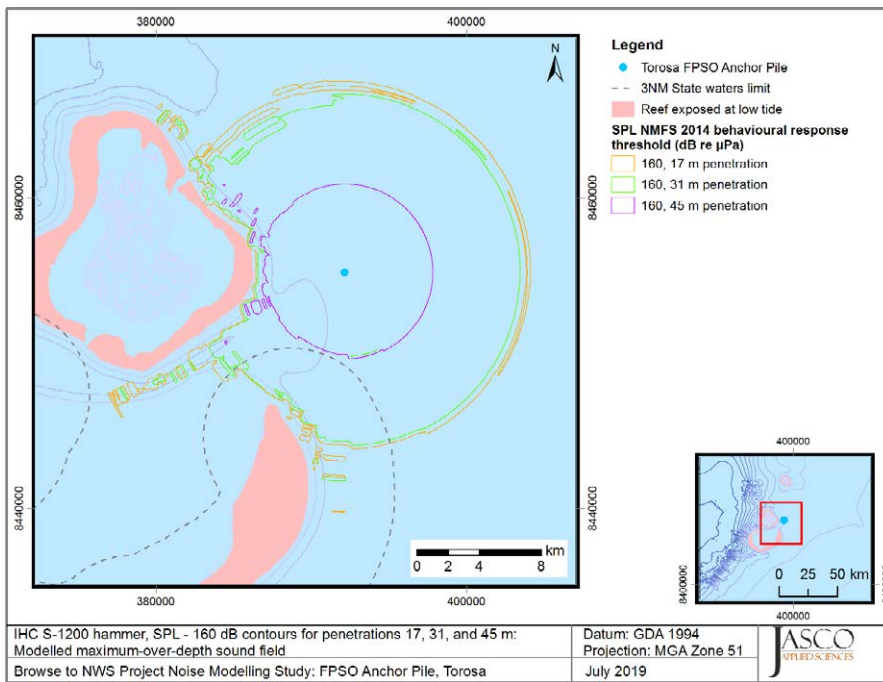 380000
400000
8460000
8440000
N
0 2 4 8
km
380000
400000
Legend
Torosa FPSO Anchor Pile
3NM State waters limit
Reef exposed at low tide
SPL NMFS 2014 behavioural response
threshold (dB re µPa)
160, 17 m penetration
160, 31 m penetration
160, 45 m penetration
400000
8400000
8400000
0 25 50 km
400000
8460000
8440000
IHC S-1200 hammer, SPL - 160 dB contours for penetrations 17, 31, and 45 m:
Modelled maximum-over-depth sound field
Browse to NWS Project Noise Modelling Study: FPSO Anchor Pile, Torosa
Datum: GDA 1994
Projection: MGA Zone 51
July 2019
JASCO
APPLIED SCIENCES